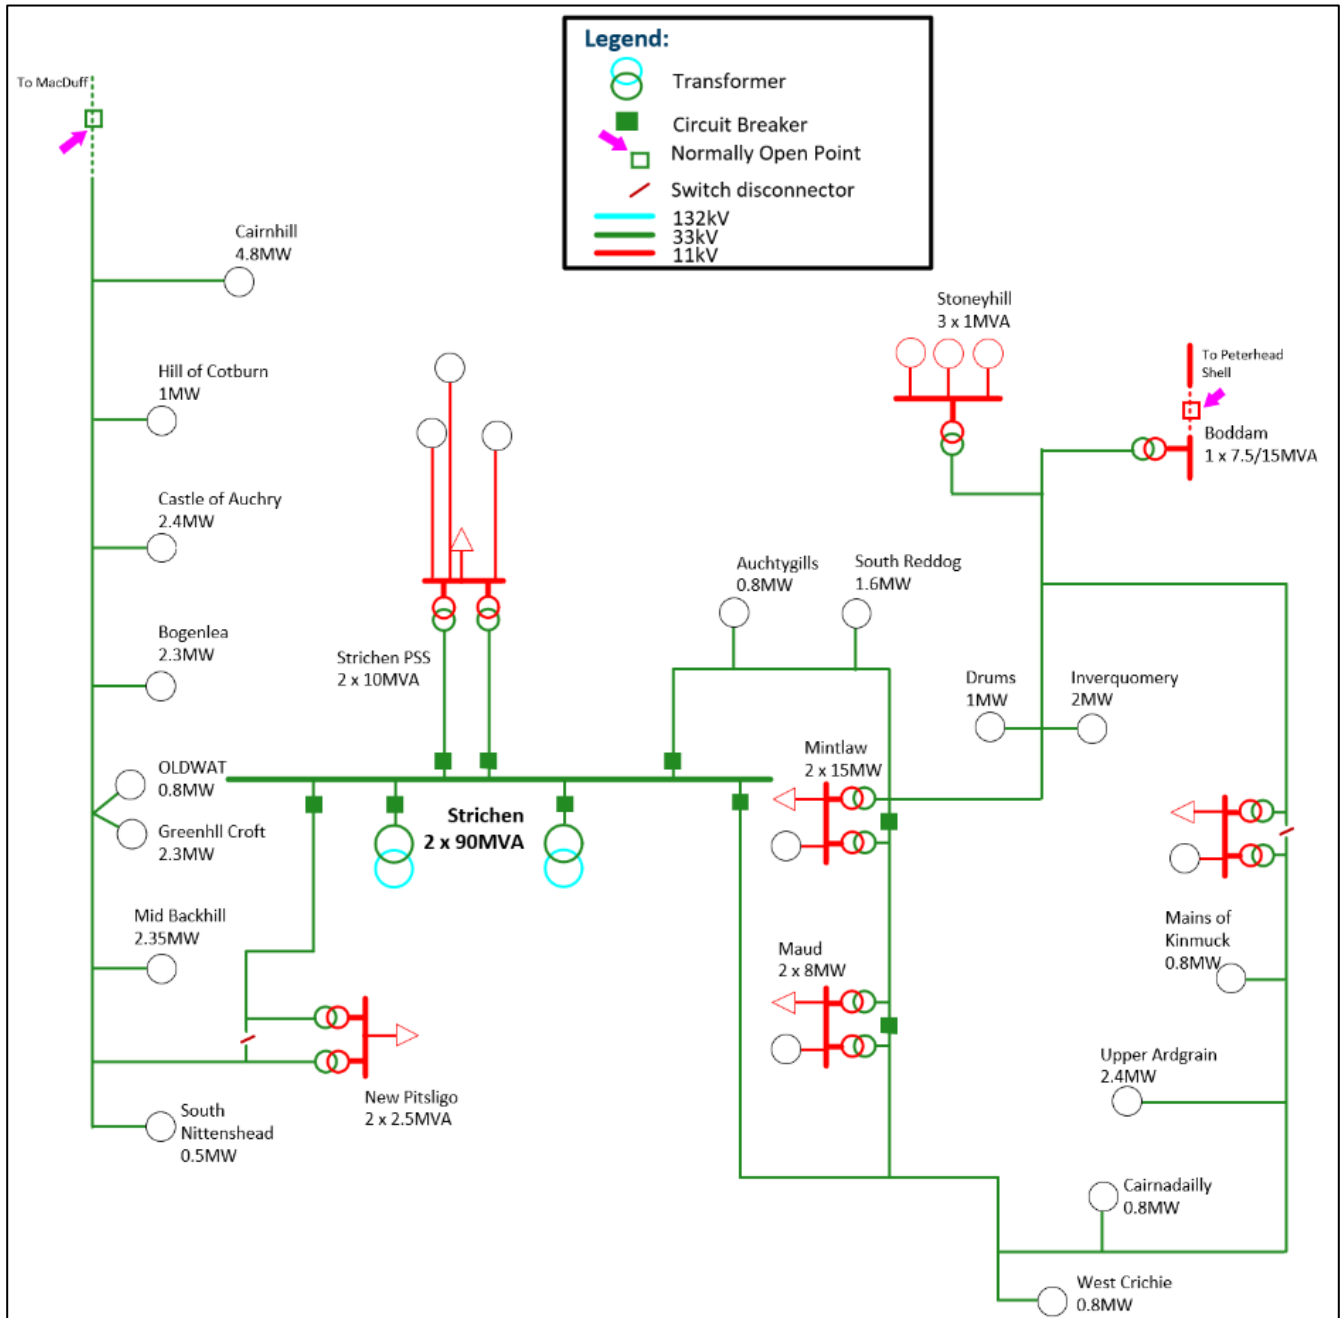 Legend:
Transformer
Circuit Breaker
Normally Open Point
Switch disconnector
132kV
33kV
11kV
To MacDuff
Cairnhill
4.8MW
Hill of Cotburn
1MW
Castle of Auchry
2.4MW
Bogenlea
2.3MW
OLDWAT
0.8MW
Greenhll Croft
2.3MW
Mid Backhill
2.35MW
South
Nittenshead
0.5MW
New Pitsligo
2 x 2.5MVA
Strichen PSS
2 x 10MVA
Strichen
2 x 90MVA
Auchtygills
0.8MW
South Reddog
1.6MW
Mintlaw
2 x 15MW
Maud
2 x 8MW
Stoneyhill
3 x 1MVA
To Peterhead
Shell
Boddam
1 x 7.5/15MVA
Drums
1MW
Inverquomery
2MW
Mains of
Kinmuck
0.8MW
Upper Ardgrain
2.4MW
Cairnadailly
0.8MW
West Crichie
0.8MW